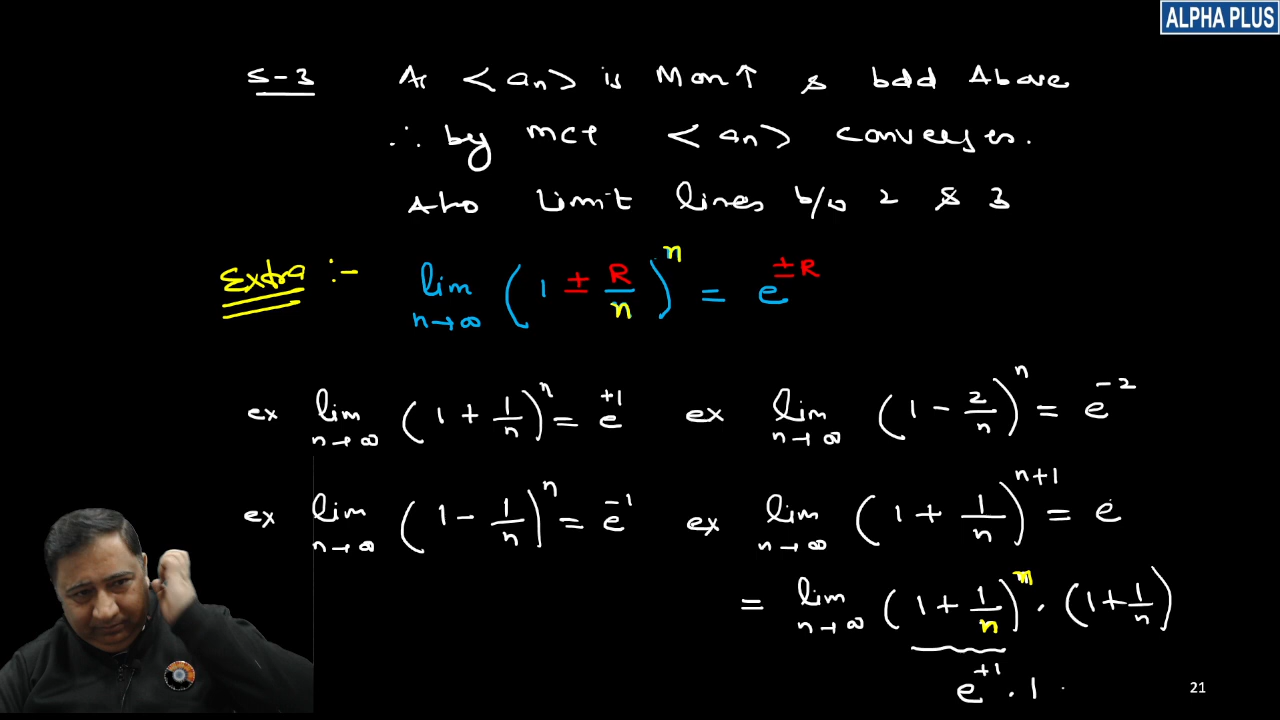 ALPHA PLUS
S-3 As <aₙ> is Mon↑ & bdd Above
∴ by MCT <aₙ> converges.
Also Limit lines b/w 2 & 3
Extra :- lim n→∞ (1 ± R/n)ⁿ = e^±R
ex lim n→∞ (1 + 1/n)ⁿ = e^+1 ex lim n→∞ (1 - 2/n)ⁿ = e^-2
ex lim n→∞ (1 - 1/n)ⁿ = e^-1 ex lim n→∞ (1 + 1/n)^n+1 = e
= lim n→∞ (1 + 1/n)ⁿ . (1 + 1/n)
e^+1 . 1
21